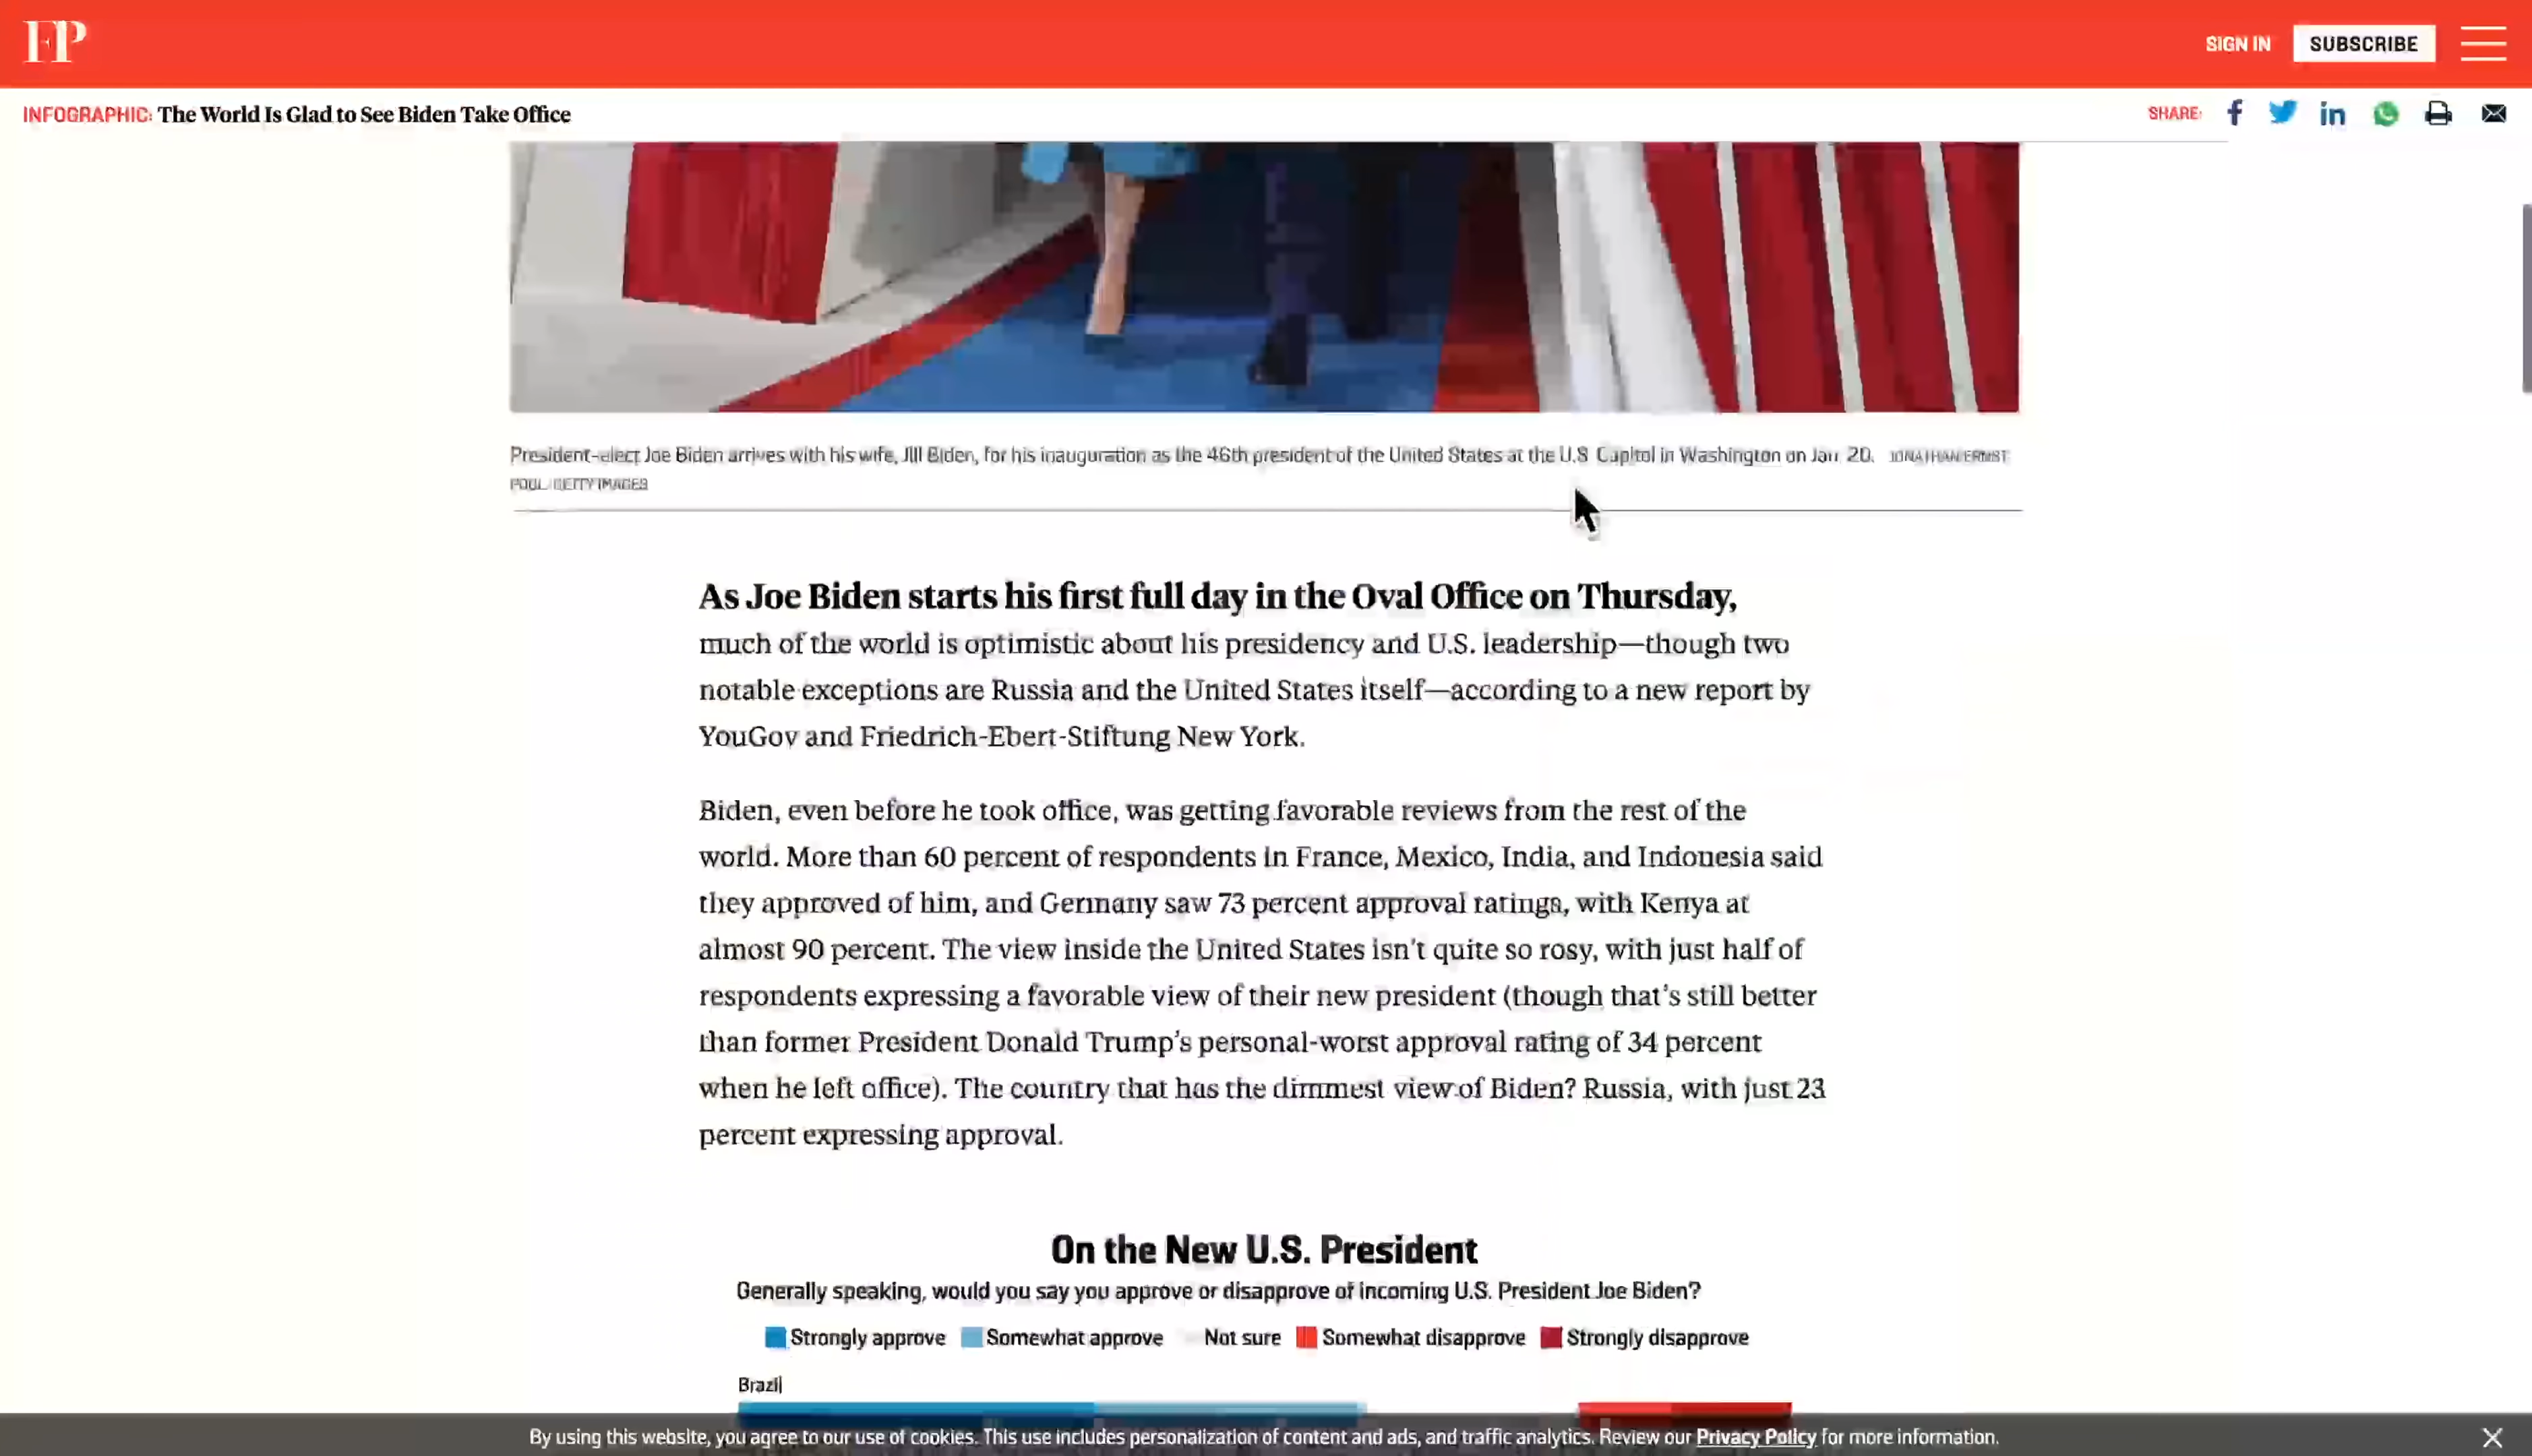 FP
SIGN IN
SUBSCRIBE
INFOGRAPHIC: The World Is Glad to See Biden Take Office
SHARE:
President-elect Joe Biden arrives with his wife, Jill Biden, for his inauguration as the 46th president of the United States at the U.S. Capitol in Washington on Jan. 20. JONATHAN ERNST
POOL/GETTY IMAGES
As Joe Biden starts his first full day in the Oval Office on Thursday,
much of the world is optimistic about his presidency and U.S. leadership—though two
notable exceptions are Russia and the United States itself—according to a new report by
YouGov and Friedrich-Ebert-Stiftung New York.
Biden, even before he took office, was getting favorable reviews from the rest of the
world. More than 60 percent of respondents in France, Mexico, India, and Indonesia said
they approved of him, and Germany saw 73 percent approval ratings, with Kenya at
almost 90 percent. The view inside the United States isn't quite so rosy, with just half of
respondents expressing a favorable view of their new president (though that's still better
than former President Donald Trump's personal-worst approval rating of 34 percent
when he left office). The country that has the dimmest view of Biden? Russia, with just 23
percent expressing approval.
On the New U.S. President
Generally speaking, would you say you approve or disapprove of incoming U.S. President Joe Biden?
Strongly approve Somewhat approve Not sure Somewhat disapprove Strongly disapprove
Brazil
By using this website, you agree to our use of cookies. This use includes personalization of content and ads, and traffic analytics. Review our Privacy Policy for more information.